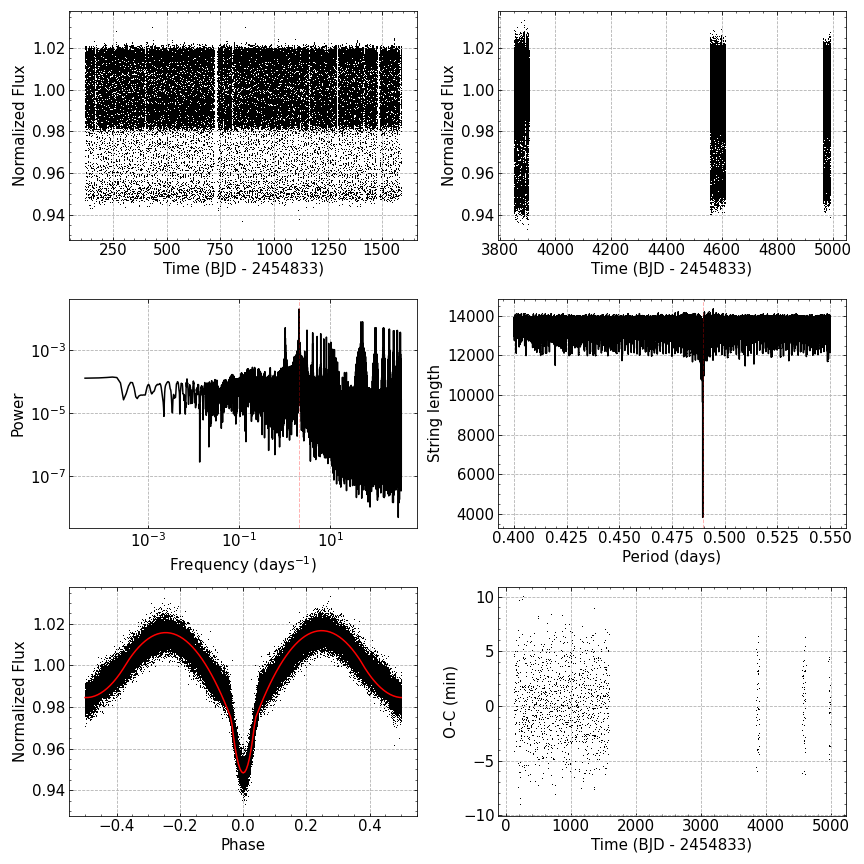 1.02
1.00
0.98
0.96
0.94
Normalized Flux
250 500 750 1000 1250 1500
Time (BJD - 2454833)
1.02
1.00
0.98
0.96
0.94
Normalized Flux
3800 4000 4200 4400 4600 4800 5000
Time (BJD - 2454833)
10⁻³
10⁻⁵
10⁻⁷
Power
10⁻³ 10⁻¹ 10¹
Frequency (days⁻¹)
14000
12000
10000
8000
6000
4000
String length
0.400 0.425 0.450 0.475 0.500 0.525 0.550
Period (days)
1.02
1.00
0.98
0.96
0.94
Normalized Flux
−0.4 −0.2 0.0 0.2 0.4
Phase
10
5
0
−5
−10
O-C (min)
0 1000 2000 3000 4000 5000
Time (BJD - 2454833)